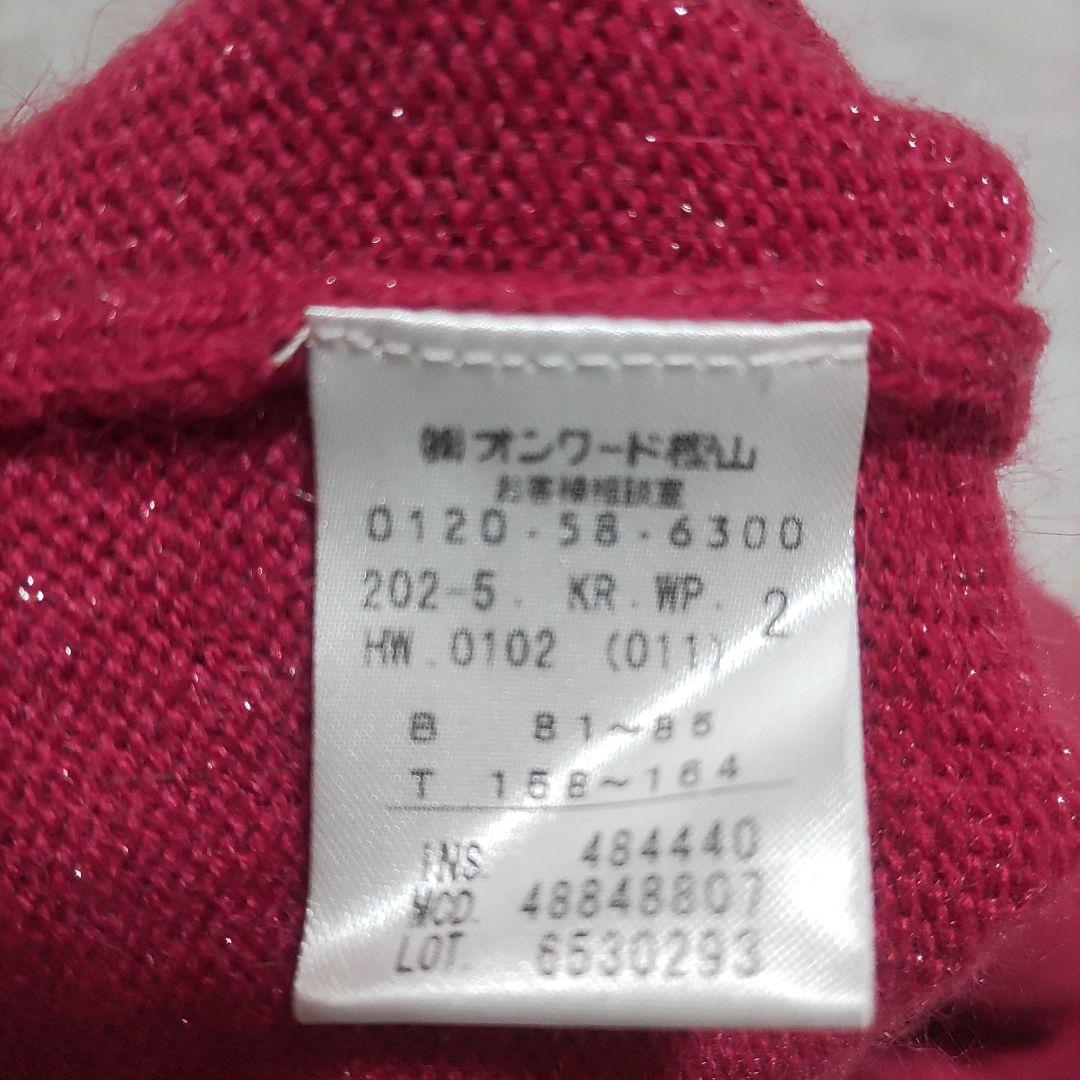 ㈱オンワード樫山
お客様相談室
0120-58-6300
202-5. KR.WP. 2
HW.0102 (011)
B 81~85
T 158~164
INS. 484440
MCD. 48848807
LOT. 6530293